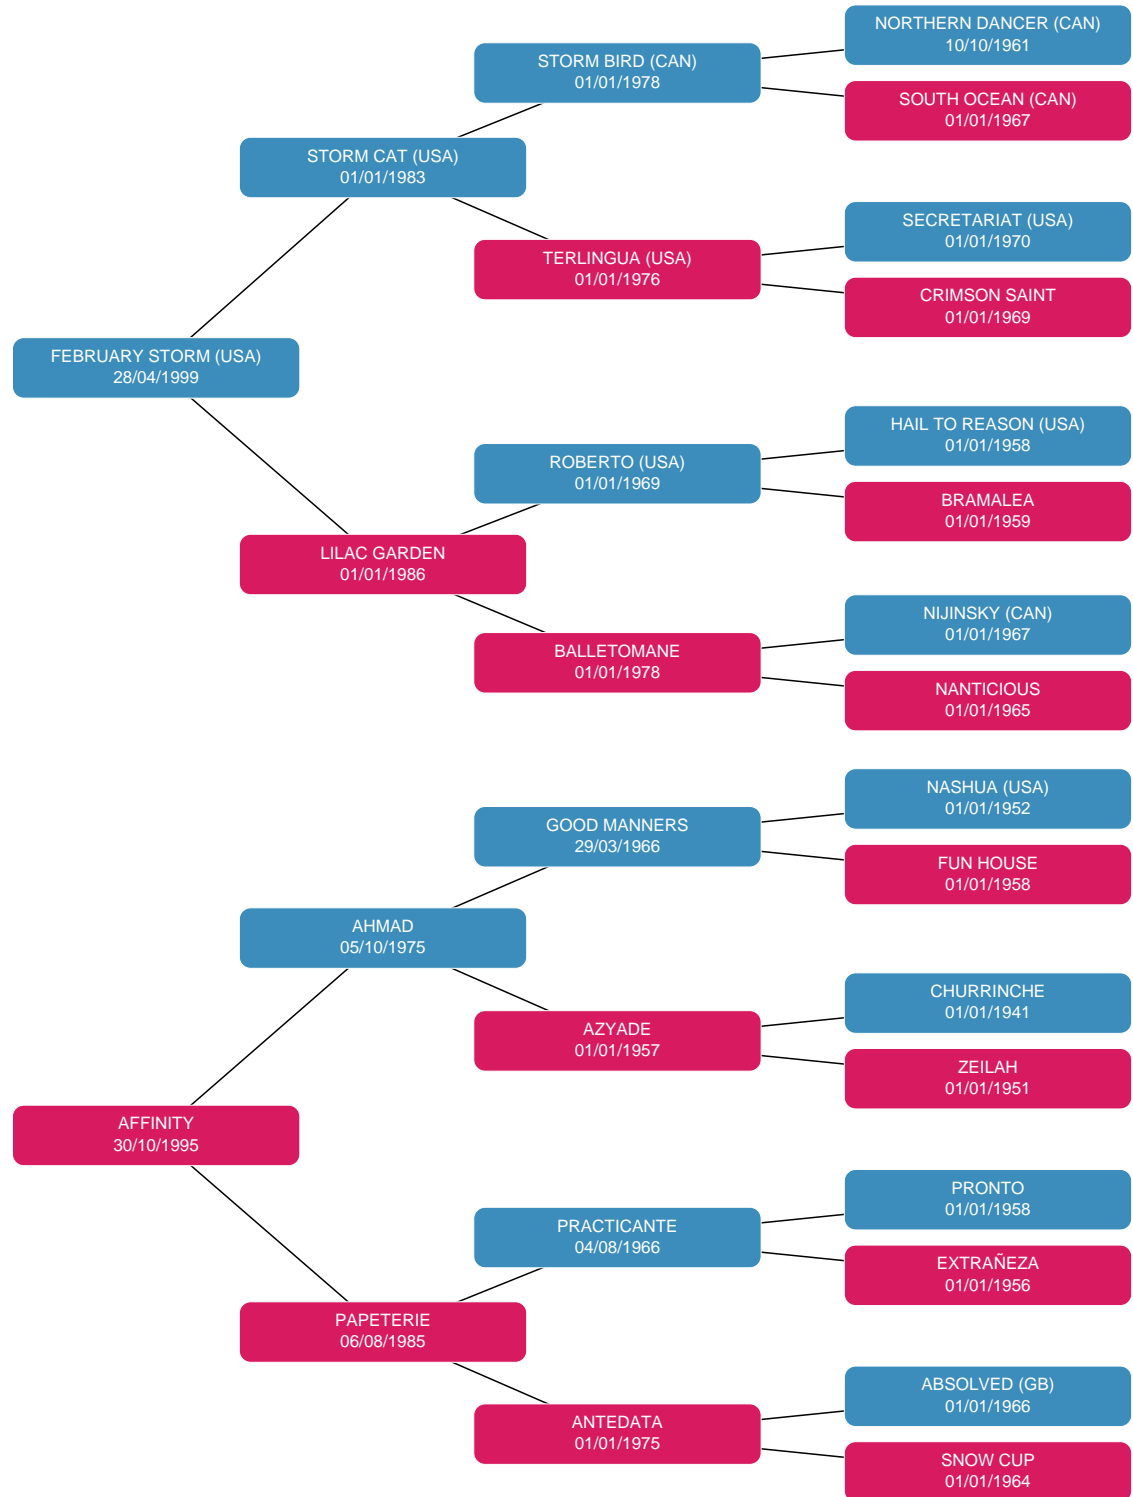 NORTHERN DANCER (CAN)
10/10/1961
STORM BIRD (CAN)
01/01/1978
SOUTH OCEAN (CAN)
01/01/1967
STORM CAT (USA)
01/01/1983
SECRETARIAT (USA)
01/01/1970
TERLINGUA (USA)
01/01/1976
CRIMSON SAINT
01/01/1969
FEBRUARY STORM (USA)
28/04/1999
HAIL TO REASON (USA)
01/01/1958
ROBERTO (USA)
01/01/1969
BRAMALEA
01/01/1959
LILAC GARDEN
01/01/1986
NIJINSKY (CAN)
01/01/1967
BALLETOMANE
01/01/1978
NANTICIOUS
01/01/1965
NASHUA (USA)
01/01/1952
GOOD MANNERS
29/03/1966
FUN HOUSE
01/01/1958
AHMAD
05/10/1975
CHURRINCHE
01/01/1941
AZYADE
01/01/1957
ZEILAH
01/01/1951
AFFINITY
30/10/1995
PRONTO
01/01/1958
PRACTICANTE
04/08/1966
EXTRAÑEZA
01/01/1956
PAPETERIE
06/08/1985
ABSOLVED (GB)
01/01/1966
ANTEDATA
01/01/1975
SNOW CUP
01/01/1964